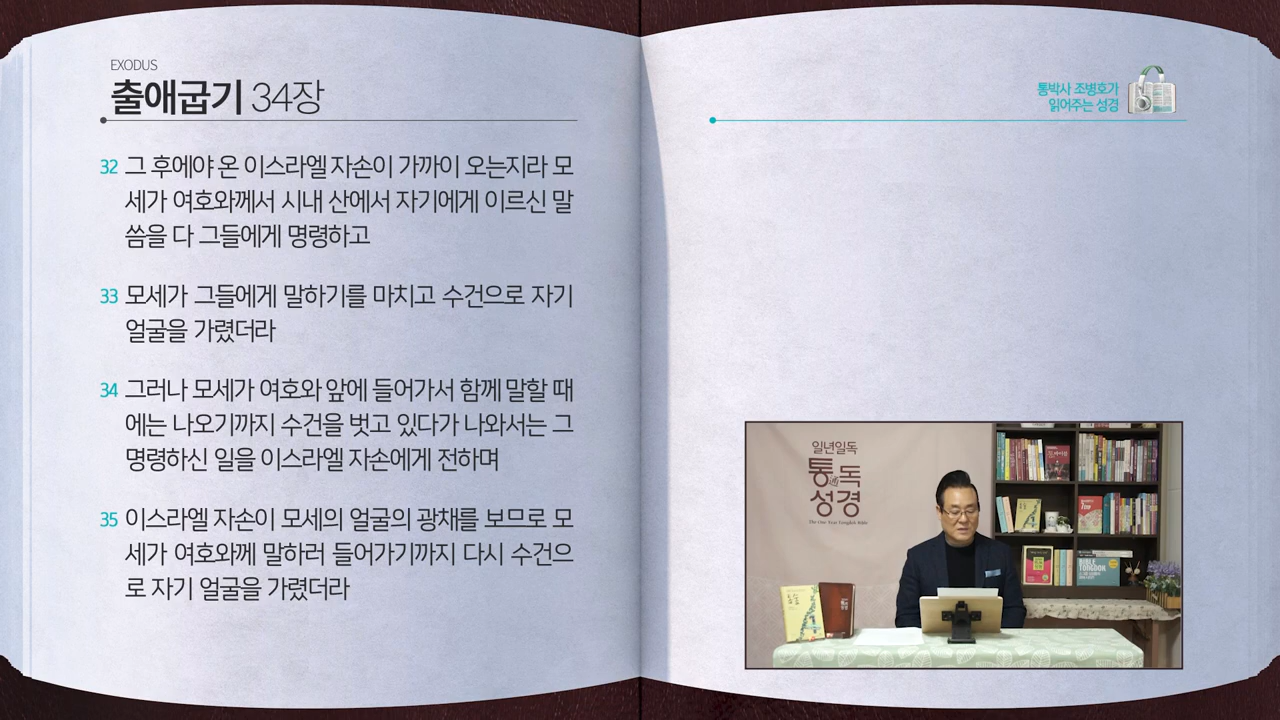 EXODUS
출애굽기 34장
32 그 후에야 온 이스라엘 자손이 가까이 오는지라 모
세가 여호와께서 시내 산에서 자기에게 이르신 말
씀을 다 그들에게 명령하고
33 모세가 그들에게 말하기를 마치고 수건으로 자기
얼굴을 가렸더라
34 그러나 모세가 여호와 앞에 들어가서 함께 말할 때
에는 나오기까지 수건을 벗고 있다가 나와서는 그
명령하신 일을 이스라엘 자손에게 전하며
35 이스라엘 자손이 모세의 얼굴의 광채를 보므로 모
세가 여호와께 말하러 들어가기까지 다시 수건으
로 자기 얼굴을 가렸더라
통박사 조병호가
읽어주는 성경
일년일독
통通독
성경
The One Year Tongdok Bible
BIBLE
TONGDOK